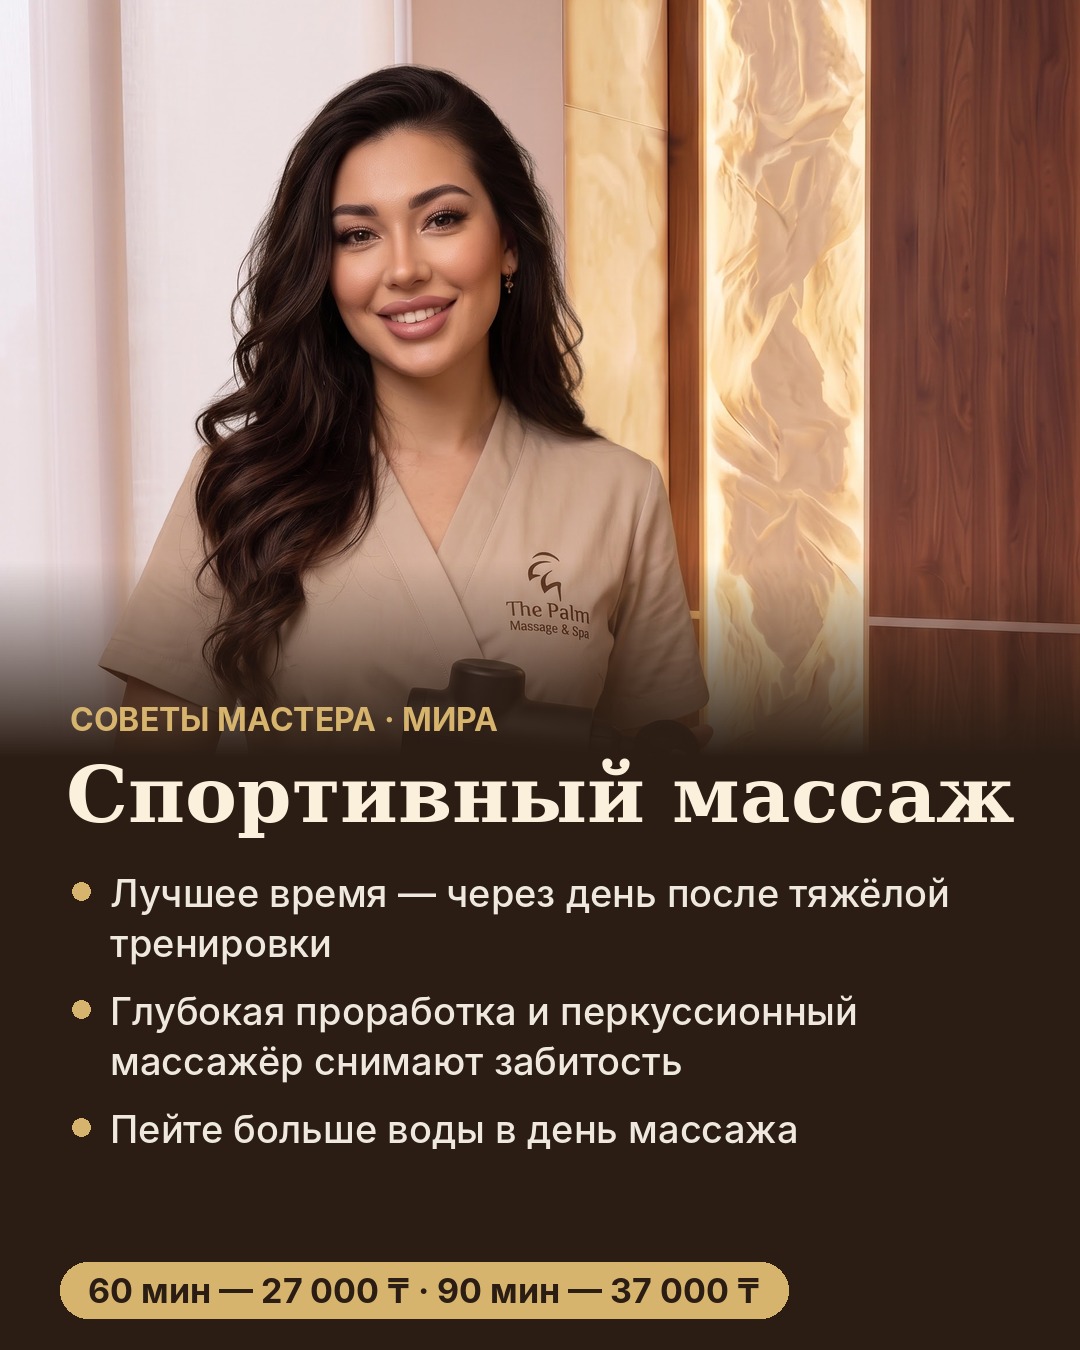 The Palm
Massage & Spa
СОВЕТЫ МАСТЕРА · МИРА
Спортивный массаж
Лучшее время — через день после тяжёлой
тренировки
Глубокая проработка и перкуссионный
массажёр снимают забитость
Пейте больше воды в день массажа
60 мин — 27 000 ₸ · 90 мин — 37 000 ₸